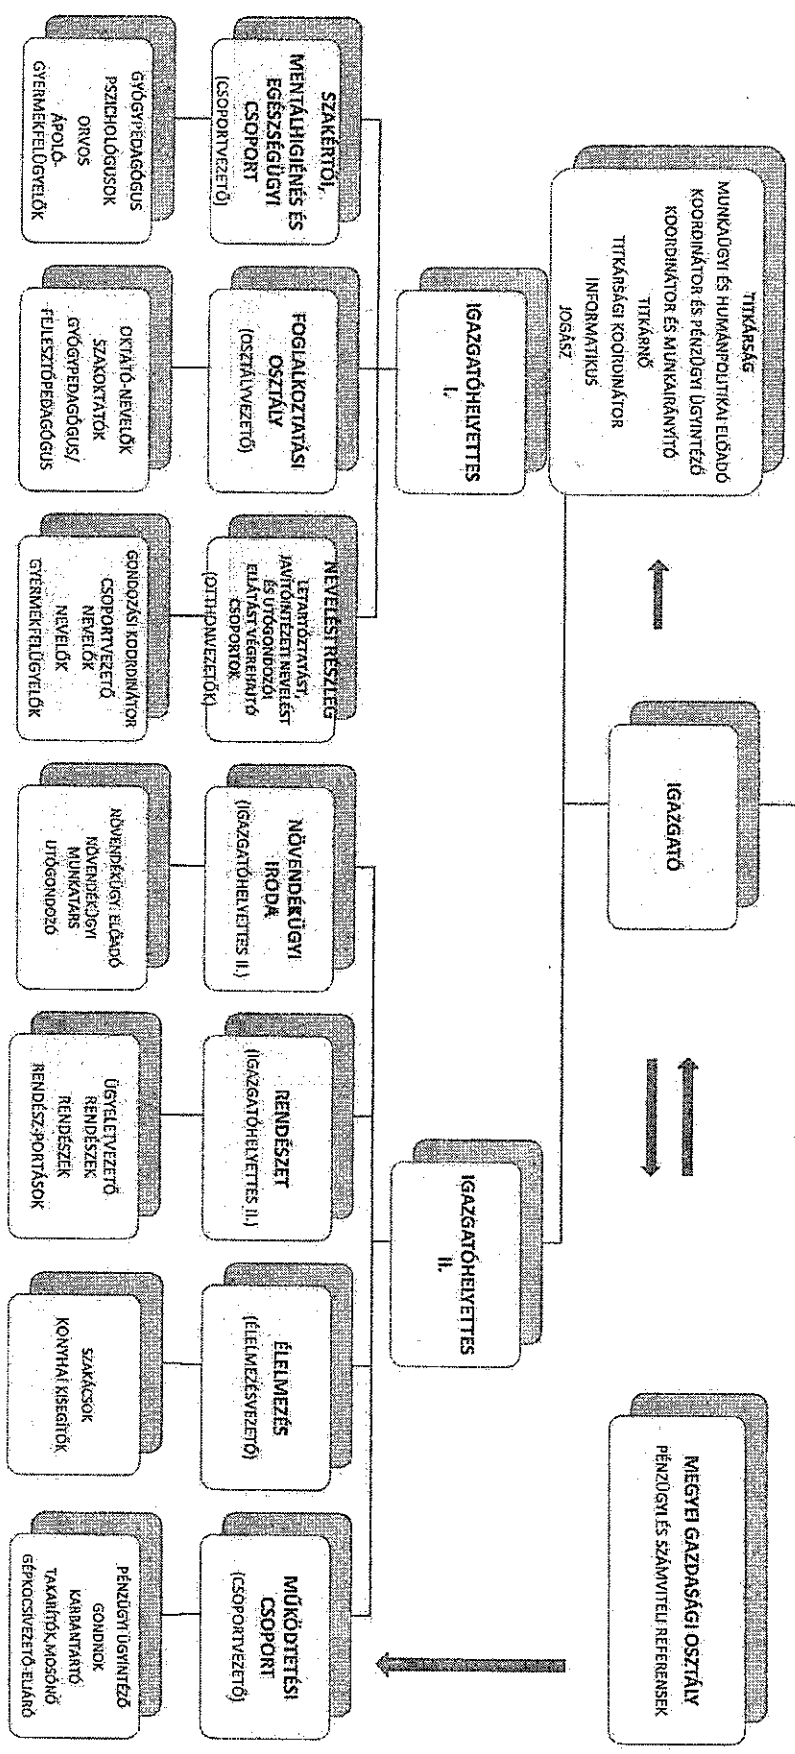 IGAZGATÓ
MEGYEI GAZDASÁGI OSZTÁLY
PÉNZÜGYI ÉS SZÁMVITELI REFERENSEK
TITKÁRSÁG
MUNKAÜGYI ÉS HUMÁNPOLITIKAI ELŐADÓ
KOORDINÁTOR ÉS PÉNZÜGYI ÜGYINTÉZŐ
KOORDINÁTOR ÉS MUNKAIRÁNYÍTÓ
TITKÁRNŐ
TITKÁRSÁGI KOORDINÁTOR
INFORMATIKUS
JOGÁSZ
IGAZGATÓHELYETTES
I.
IGAZGATÓHELYETTES
II.
SZAKÉRTŐI,
MENTÁLHIGIÉNÉS ÉS
EGÉSZSÉGÜGYI
CSOPORT
(CSOPORTVEZETŐ)
FOGLALKOZTATÁSI
OSZTÁLY
(OSZTÁLYVEZETŐ)
NEVELÉSI RÉSZLEG
LETARTÓZTATÁST,
JAVÍTÓINTÉZETI NEVELÉST
ÉS UTÓGONDOZÓI
ELLÁTÁST VÉGREHAJTÓ
CSOPORTOK
(OTTHONVEZETŐK)
NÖVENDÉKÜGYI
IRODA
(IGAZGATÓHELYETTES II.)
RENDÉSZET
(IGAZGATÓHELYETTES II.)
ÉLELMEZÉS
(ÉLELMEZÉSVEZETŐ)
MŰKÖDTETÉSI
CSOPORT
(CSOPORTVEZETŐ)
GYÓGYPEDAGÓGUS
PSZICHOLÓGUSOK
ORVOS
ÁPOLÓ-
GYERMEKFELÜGYELŐK
OKTATÓ-NEVELŐK
SZAKOKTATÓK
GYÓGYPEDAGÓGUS/
FEJLESZTŐPEDAGÓGUS
GONDOZÁSI KOORDINÁTOR
CSOPORTVEZETŐ
NEVELŐK
NEVELŐK
GYERMEKFELÜGYELŐK
NÖVENDÉKÜGYI ELŐADÓ
NÖVENDÉKÜGYI
MUNKATÁRS
UTÓGONDOZÓ
ÜGYELETVEZETŐ
RENDÉSZEK
RENDÉSZEK
RENDÉSZ-PORTÁSOK
SZAKÁCSOK
KONYHAI KISEGÍTŐK
PÉNZÜGYI ÜGYINTÉZŐ
GONDNOK
KARBANTARTÓ
TAKARÍTÓK, MOSÓNŐ
GÉPKOCSIVEZETŐ-ELJÁRÓ